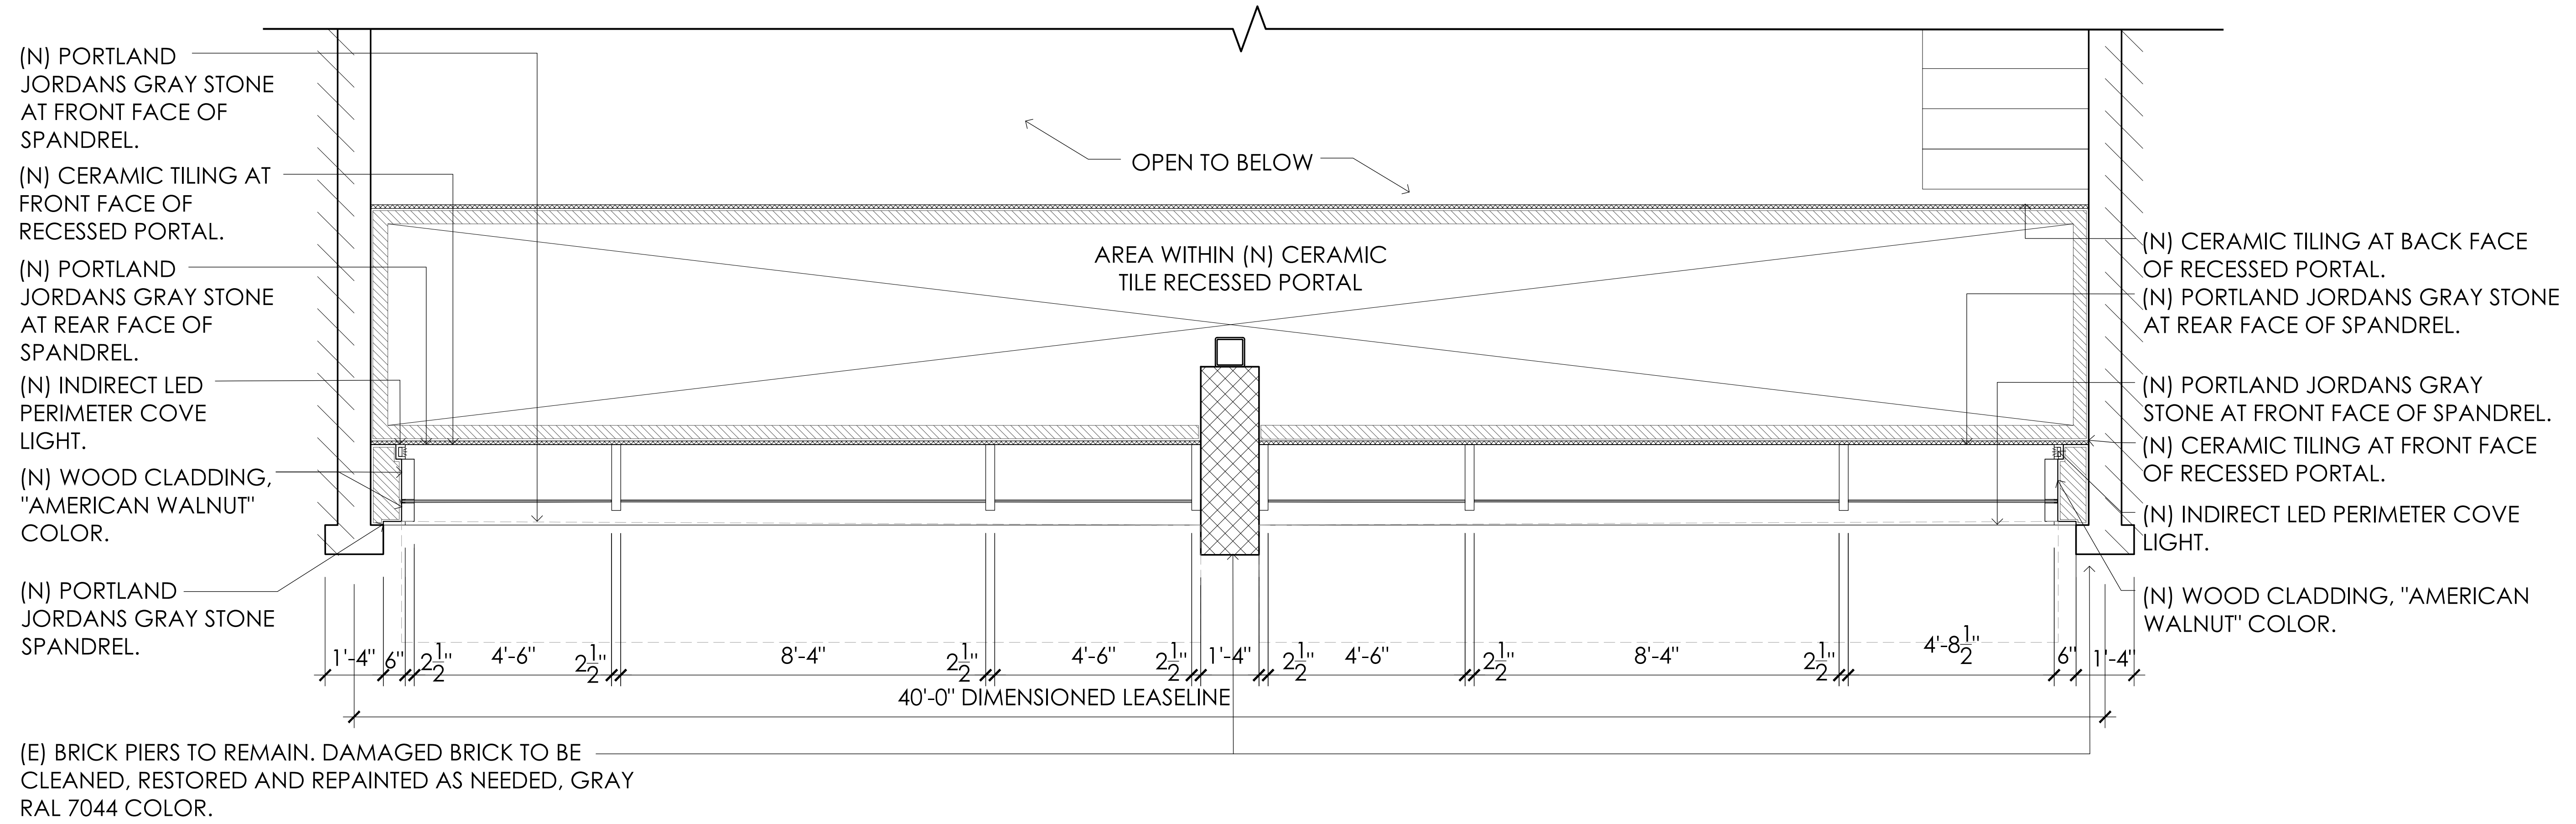 (N) PORTLAND
JORDANS GRAY STONE
AT FRONT FACE OF
SPANDREL.
(N) CERAMIC TILING AT
FRONT FACE OF
RECESSED PORTAL.
(N) PORTLAND
JORDANS GRAY STONE
AT REAR FACE OF
SPANDREL.
(N) INDIRECT LED
PERIMETER COVE
LIGHT.
(N) WOOD CLADDING,
"AMERICAN WALNUT"
COLOR.
(N) PORTLAND
JORDANS GRAY STONE
SPANDREL.
OPEN TO BELOW
AREA WITHIN (N) CERAMIC
TILE RECESSED PORTAL
(N) CERAMIC TILING AT BACK FACE
OF RECESSED PORTAL.
(N) PORTLAND JORDANS GRAY STONE
AT REAR FACE OF SPANDREL.
(N) PORTLAND JORDANS GRAY
STONE AT FRONT FACE OF SPANDREL.
(N) CERAMIC TILING AT FRONT FACE
OF RECESSED PORTAL.
(N) INDIRECT LED PERIMETER COVE
LIGHT.
(N) WOOD CLADDING, "AMERICAN
WALNUT" COLOR.
1'-4" 6" 2 1/2" 4'-6" 2 1/2" 8'-4" 2 1/2" 4'-6" 2 1/2" 1'-4" 2 1/2" 4'-6" 2 1/2" 8'-4" 2 1/2" 4'-8 1/2" 6" 1'-4"
40'-0" DIMENSIONED LEASELINE
(E) BRICK PIERS TO REMAIN. DAMAGED BRICK TO BE
CLEANED, RESTORED AND REPAINTED AS NEEDED, GRAY
RAL 7044 COLOR.